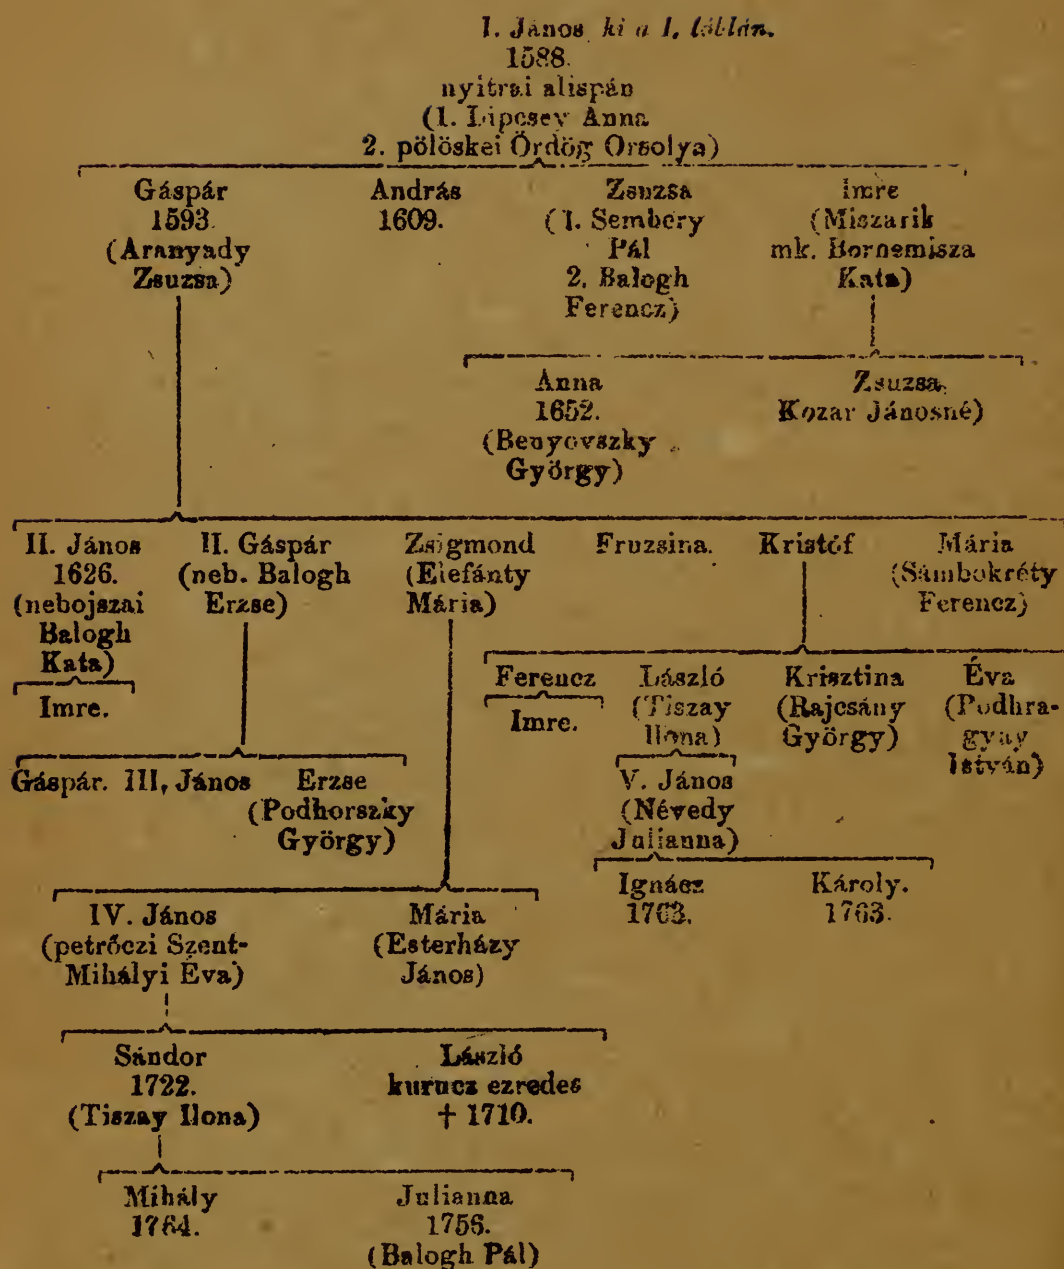 I. János ki a I. táblán.
1588.
nyitrai alispán
(1. Lipcsey Anna
2. pölöskei Ördög Orsolya)
Gáspár
1593.
(Aranyady
Zsuzsa)
András
1609.
Zsuzsa
(1. Sembery
Pál
2. Balogh
Ferencz)
Imre
(Miszarik
mk. Bornemisza
Kata)
Anna
1652.
(Benyovszky
György)
Zsuzsa.
Kozar Jánosné)
II. János
1626.
(nebojszai
Balogh
Kata)
Imre.
II. Gáspár
(neb. Balogh
Erzse)
Zsigmond
(Elefánty
Mária)
Fruzsina.
Kristóf
Mária
(Sámbokréty
Ferencz)
Ferencz
Imre.
László
(Tiszay
Ilona)
Krisztina
(Rajcsány
György)
Éva
(Podhra-
gyay
István)
Gáspár. III, János
Erzse
(Podhorszky
György)
V. János
(Névedy
Julianna)
Ignácz
1763.
Károly.
1763.
IV. János
(petrőczi Szent-
Mihályi Éva)
Mária
(Esterházy
János)
Sándor
1722.
(Tiszay Ilona)
László
kurucz ezredes
† 1710.
Mihály
1764.
Julianna
1756.
(Balogh Pál)